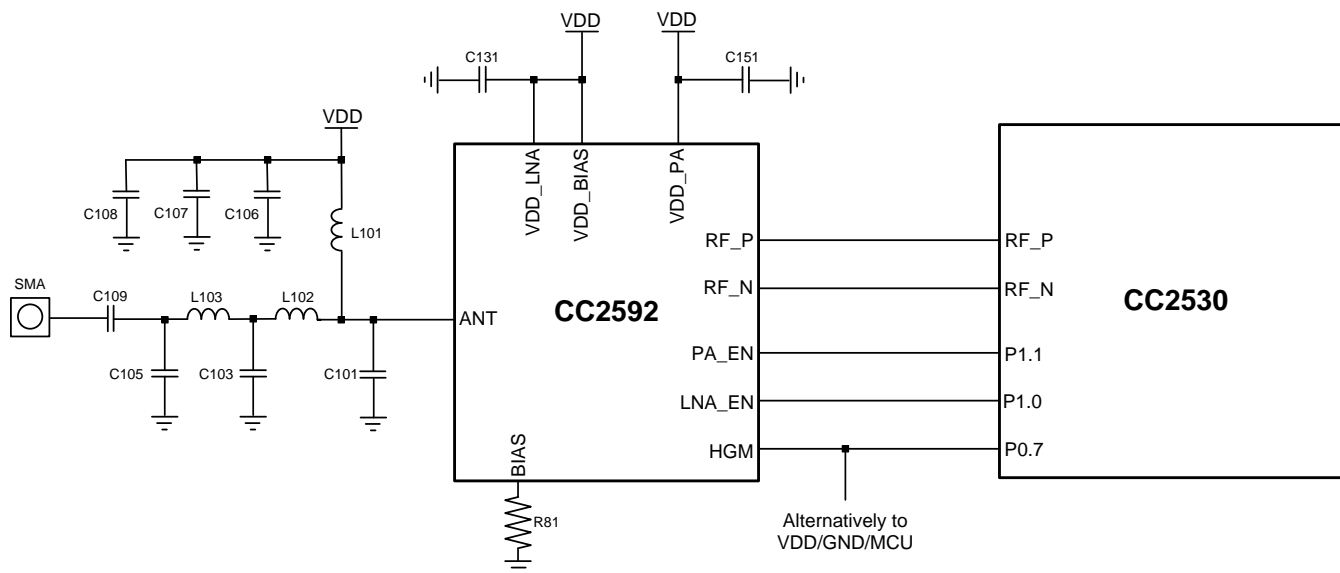 VDD
VDD
C131
C151
VDD
VDD_LNA
VDD_BIAS
VDD_PA
C108
C107
C106
L101
RF_P
RF_P
SMA
C109
L103
L102
RF_N
RF_N
ANT
CC2592
CC2530
C105
C103
C101
PA_EN
P1.1
LNA_EN
P1.0
BIAS
HGM
P0.7
R81
Alternatively to
VDD/GND/MCU